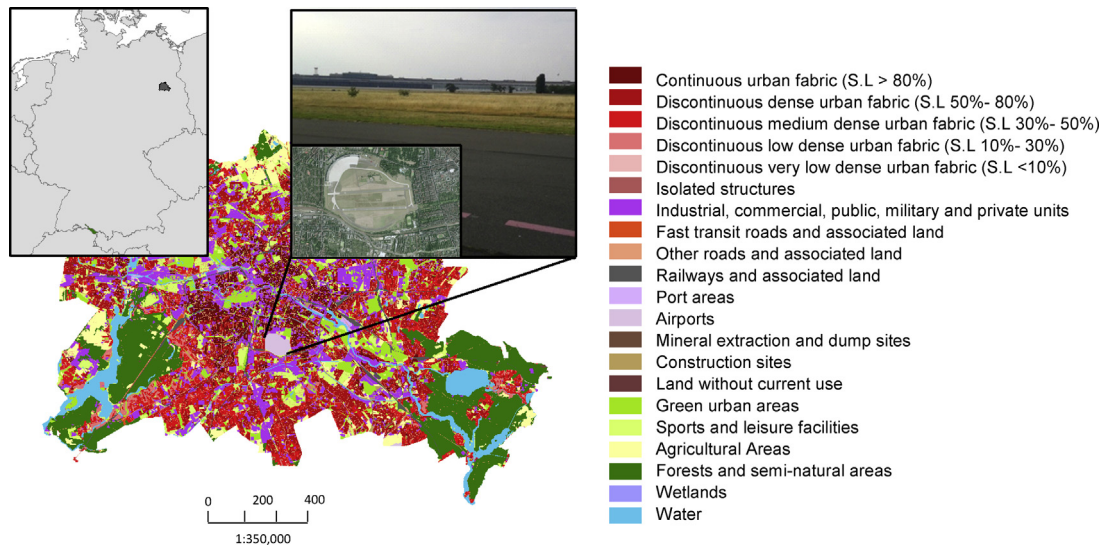 Continuous urban fabric (S.L > 80%)
Discontinuous dense urban fabric (S.L 50%- 80%)
Discontinuous medium dense urban fabric (S.L 30%- 50%)
Discontinuous low dense urban fabric (S.L 10%- 30%)
Discontinuous very low dense urban fabric (S.L <10%)
Isolated structures
Industrial, commercial, public, military and private units
Fast transit roads and associated land
Other roads and associated land
Railways and associated land
Port areas
Airports
Mineral extraction and dump sites
Construction sites
Land without current use
Green urban areas
Sports and leisure facilities
Agricultural Areas
Forests and semi-natural areas
Wetlands
Water
0 200 400
1:350,000